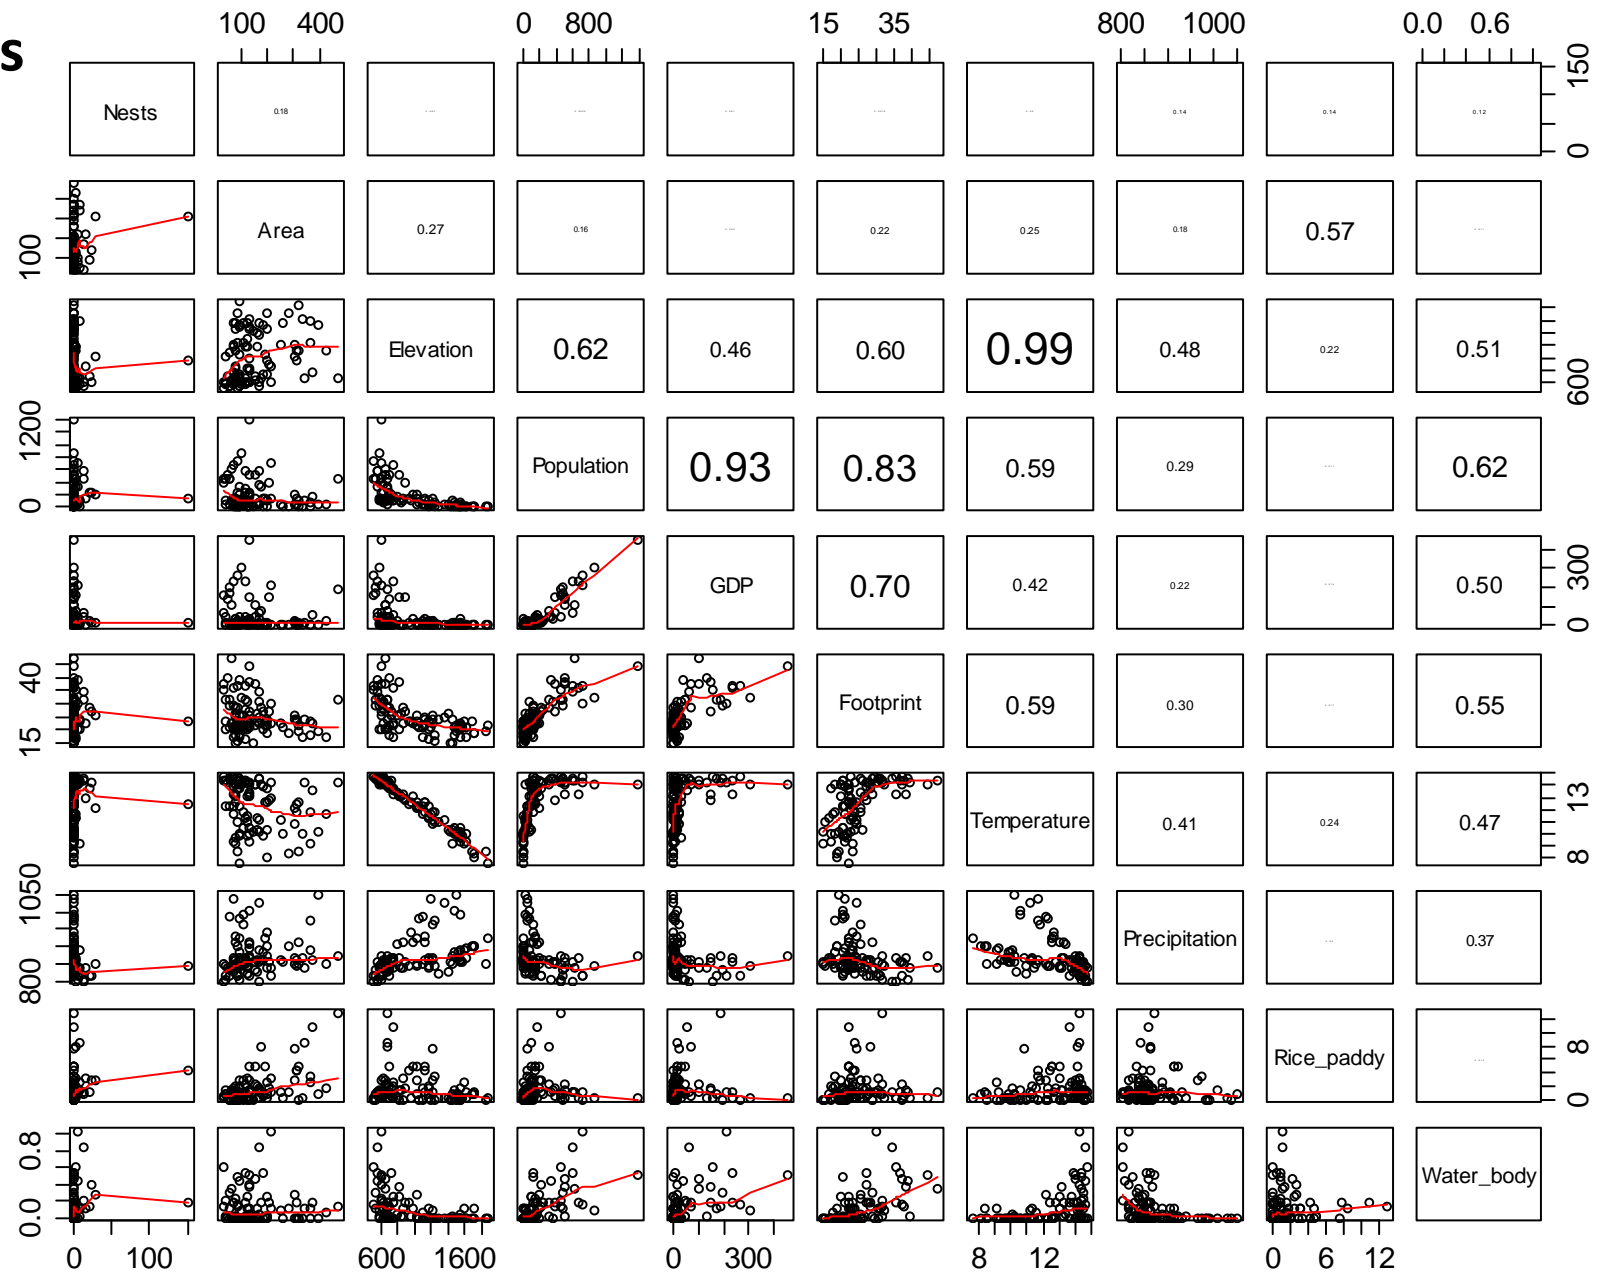 100 400 0 800 15 35 800 1000 0.0 0.6
s
Nests 0.18 0.14 0.14 0.12 0 150
100 Area 0.27 0.16 0.22 0.25 0.18 0.57
Elevation 0.62 0.46 0.60 0.99 0.48 0.22 0.51 600
0 1200 Population 0.93 0.83 0.59 0.29 0.62
GDP 0.70 0.42 0.22 0.50 0 300
15 40 Footprint 0.59 0.30 0.55
Temperature 0.41 0.24 0.47 8 13
800 1050 Precipitation 0.37
Rice_paddy 0 8
0.0 0.8 Water_body
0 100 600 1600 0 300 8 12 0 6 12